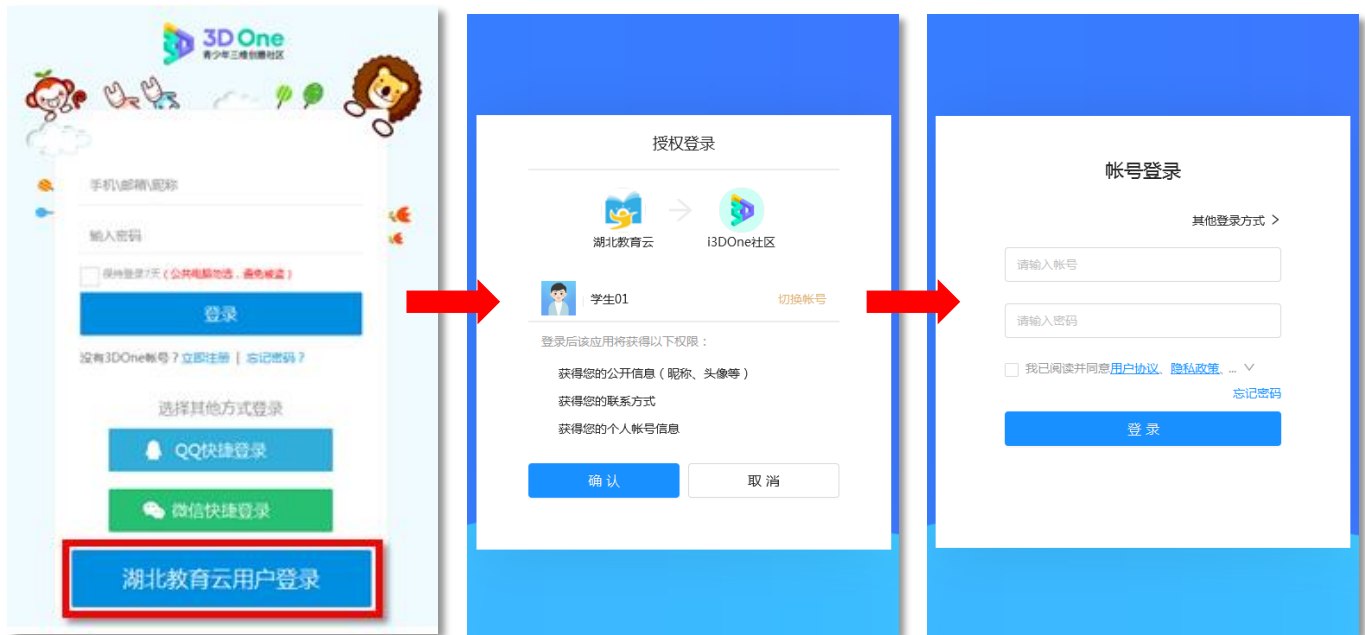 3D One
青少年三维创意社区
手机\邮箱\昵称
输入密码
保持登录7天(公共电脑勿选，避免被盗)
登录
没有3DOne帐号？立即注册 | 忘记密码？
选择其他方式登录
QQ快捷登录
微信快捷登录
湖北教育云用户登录
授权登录
湖北教育云
i3DOne社区
学生01
切换帐号
登录后该应用将获得以下权限：
获得您的公开信息（昵称、头像等）
获得您的联系方式
获得您的个人帐号信息
确 认
取 消
帐号登录
其他登录方式 >
请输入帐号
请输入密码
我已阅读并同意用户协议、隐私政策、...
忘记密码
登 录